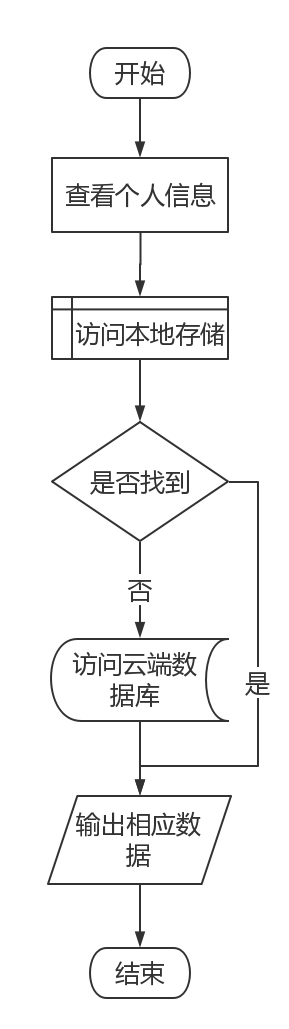 开始
查看个人信息
访问本地存储
是否找到
否
访问云端数
据库
是
输出相应数
据
结束